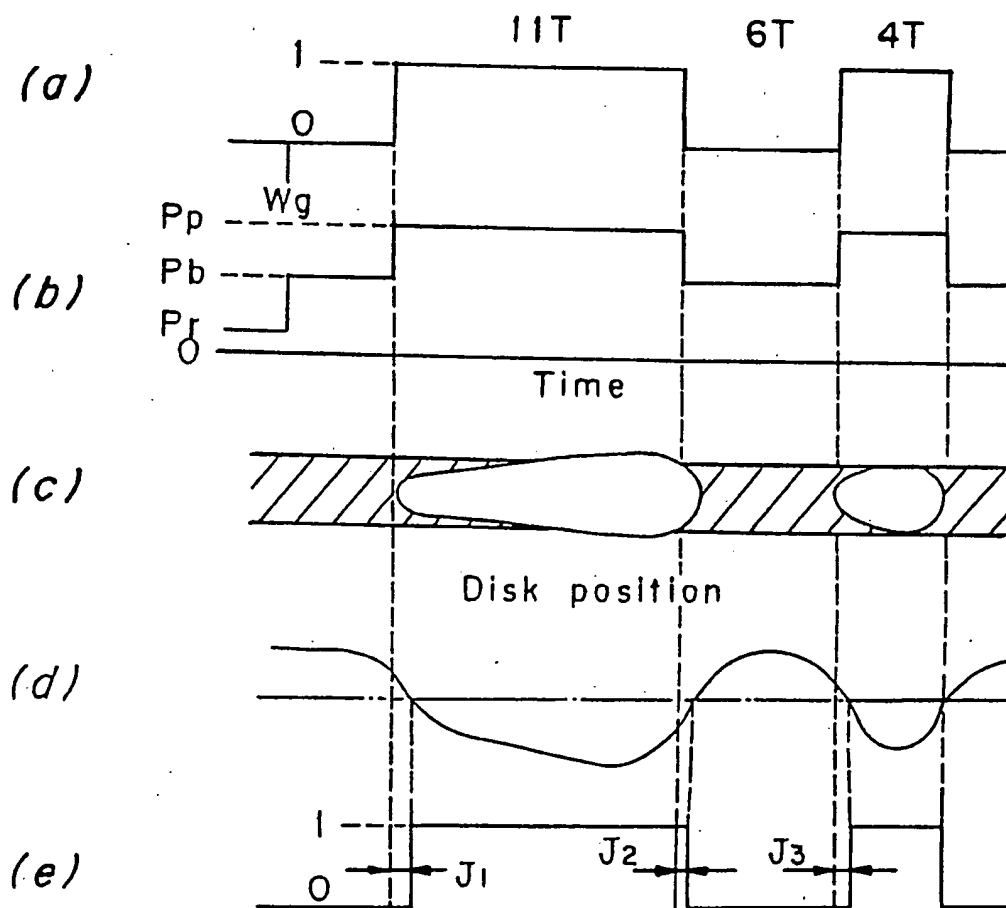 11T 6T 4T
(a) 1
0
Wg
Pp
(b) Pb
Pr
0
Time
(c)
Disk position
(d)
1
(e) J1 J2 J3
0